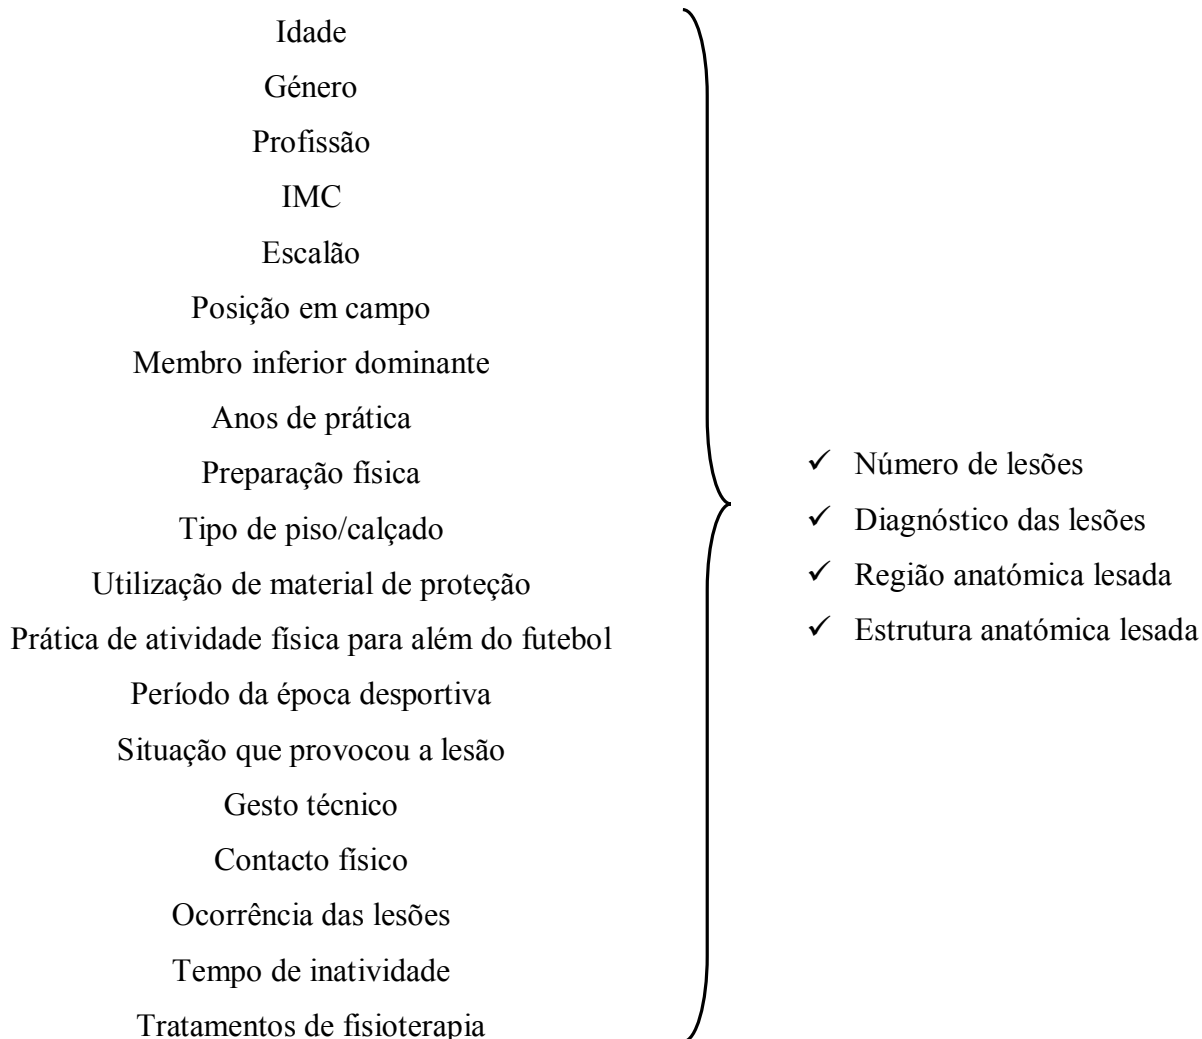 Idade
Género
Profissão
IMC
Escalão
Posição em campo
Membro inferior dominante
Anos de prática
Preparação física
Tipo de piso/calçado
Utilização de material de proteção
Prática de atividade física para além do futebol
Período da época desportiva
Situação que provocou a lesão
Gesto técnico
Contacto físico
Ocorrência das lesões
Tempo de inatividade
Tratamentos de fisioterapia
✓ Número de lesões
✓ Diagnóstico das lesões
✓ Região anatómica lesada
✓ Estrutura anatómica lesada